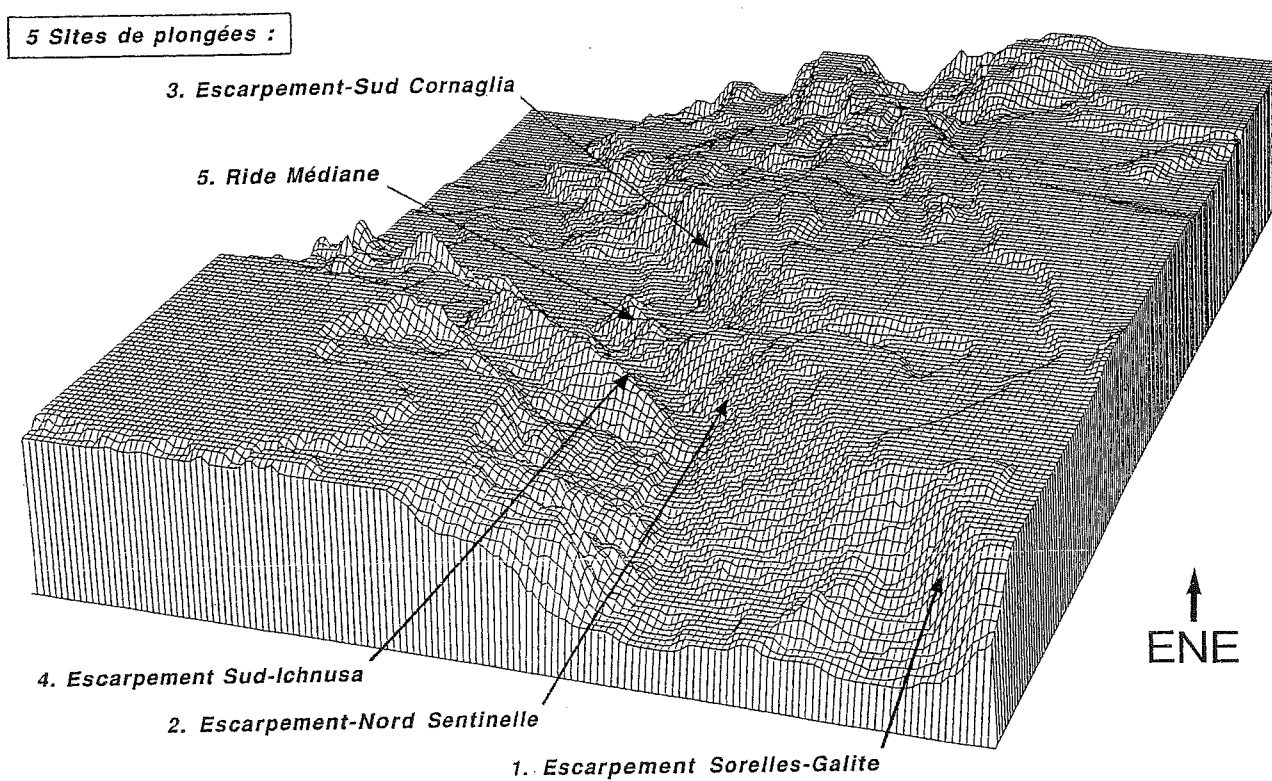 5 Sites de plongées :
3. Escarpement-Sud Cornaglia
5. Ride Médiane
ENE
4. Escarpement Sud-Ichnusa
2. Escarpement-Nord Sentinelle
1. Escarpement Sorelles-Galite